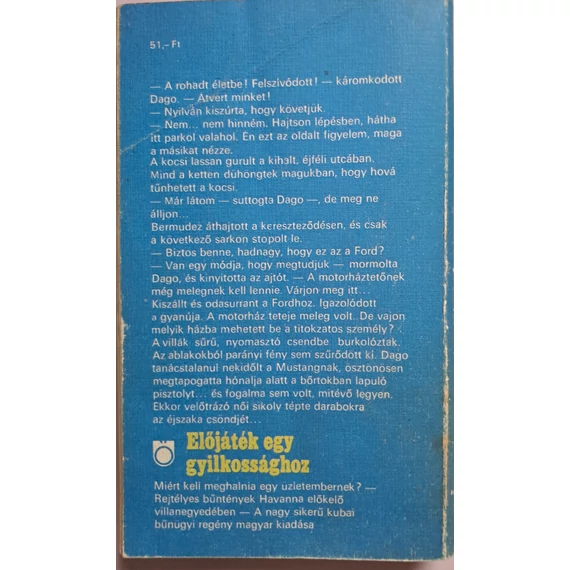 51,- Ft
— A rohadt életbe! Felszívódott! — káromkodott
Dago. — Átvert minket!
— Nyilván kiszúrta, hogy követjük.
— Nem... nem hinném. Hajtson lépésben, hátha
itt parkol valahol. Én ezt az oldalt figyelem, maga
a másikat nézze.
A kocsi lassan gurult a kihalt, éjféli utcában.
Mind a ketten dühöngtek magukban, hogy hová
tűnhetett a kocsi.
— Már látom — suttogta Dago —, de meg ne
álljon...
Bermudez áthajtott a kereszteződésen, és csak
a következő sarkon stopolt le.
— Biztos benne, hadnagy, hogy ez az a Ford?
— Van egy módja, hogy megtudjuk — mormolta
Dago, és kinyitotta az ajtót. — A motorháztetőnek
még melegnek kell lennie. Várjon meg itt...
Kiszállt és odasurrant a Fordhoz. Igazolódott
a gyanúja. A motorház teteje meleg volt. De vajon
melyik házba mehetett be a titokzatos személy?
A villák sűrű, nyomasztó csendbe burkolóztak.
Az ablakokból parányi fény sem szűrődött ki. Dago
tanácstalanul nekidőlt a Mustangnak, ösztönösen
megtapogatta hónalja alatt a bőrtokban lapuló
pisztolyt... és fogalma sem volt, mitévő legyen.
Ekkor velőtrázó női sikoly tépte darabokra
az éjszaka csöndjét...
Előjáték egy
gyilkossághoz
Miért kell meghalnia egy üzletembernek? —
Rejtélyes bűntények Havanna előkelő
villanegyedében — A nagy sikerű kubai
bűnügyi regény magyar kiadása